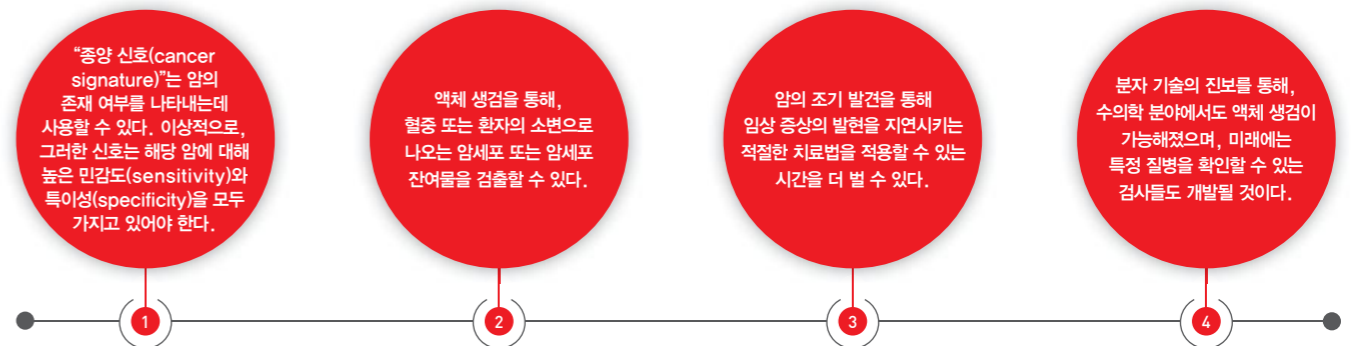 “종양 신호(cancer
signature)”는 암의
존재 여부를 나타내는데
사용할 수 있다. 이상적으로,
그러한 신호는 해당 암에 대해
높은 민감도(sensitivity)와
특이성(specificity)을 모두
가지고 있어야 한다.
액체 생검을 통해,
혈중 또는 환자의 소변으로
나오는 암세포 또는 암세포
잔여물을 검출할 수 있다.
암의 조기 발견을 통해
임상 증상의 발현을 지연시키는
적절한 치료법을 적용할 수 있는
시간을 더 벌 수 있다.
분자 기술의 진보를 통해,
수의학 분야에서도 액체 생검이
가능해졌으며, 미래에는
특정 질병을 확인할 수 있는
검사들도 개발될 것이다.
1
2
3
4